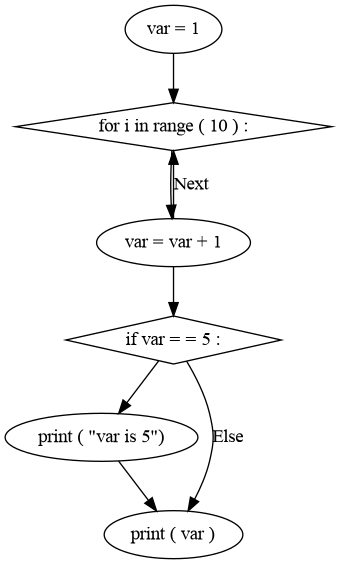 var = 1
for i in range ( 10 ) :
Next
var = var + 1
if var = = 5 :
print ( "var is 5")
Else
print ( var )